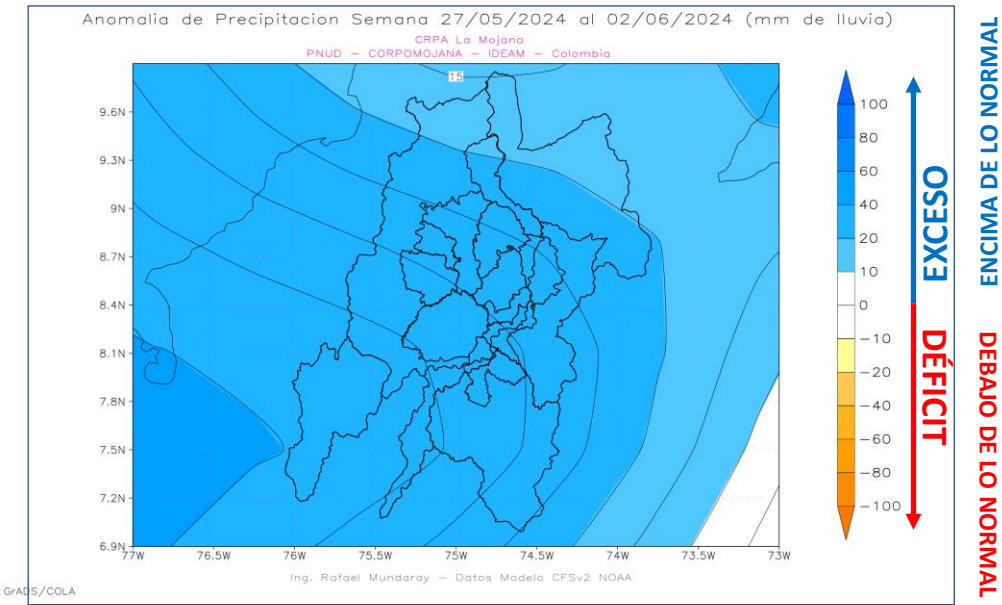 Anomalia de Precipitacion Semana 27/05/2024 al 02/06/2024 (mm de lluvia)
CRPA La Mojana
PNUD – CORPOMOJANA – IDEAM – Colombia
15
9.6N
9.3N
9N
8.7N
8.4N
8.1N
7.8N
7.5N
7.2N
6.9N
77W
76.5W
76W
75.5W
75W
74.5W
74W
73.5W
73W
100
80
60
40
20
10
0
−10
−20
−40
−60
−80
−100
EXCESO
DÉFICIT
ENCIMA DE LO NORMAL
DEBAJO DE LO NORMAL
Ing. Rafael Mundaray – Datos Modelo CFSv2 NOAA
GrADS/COLA